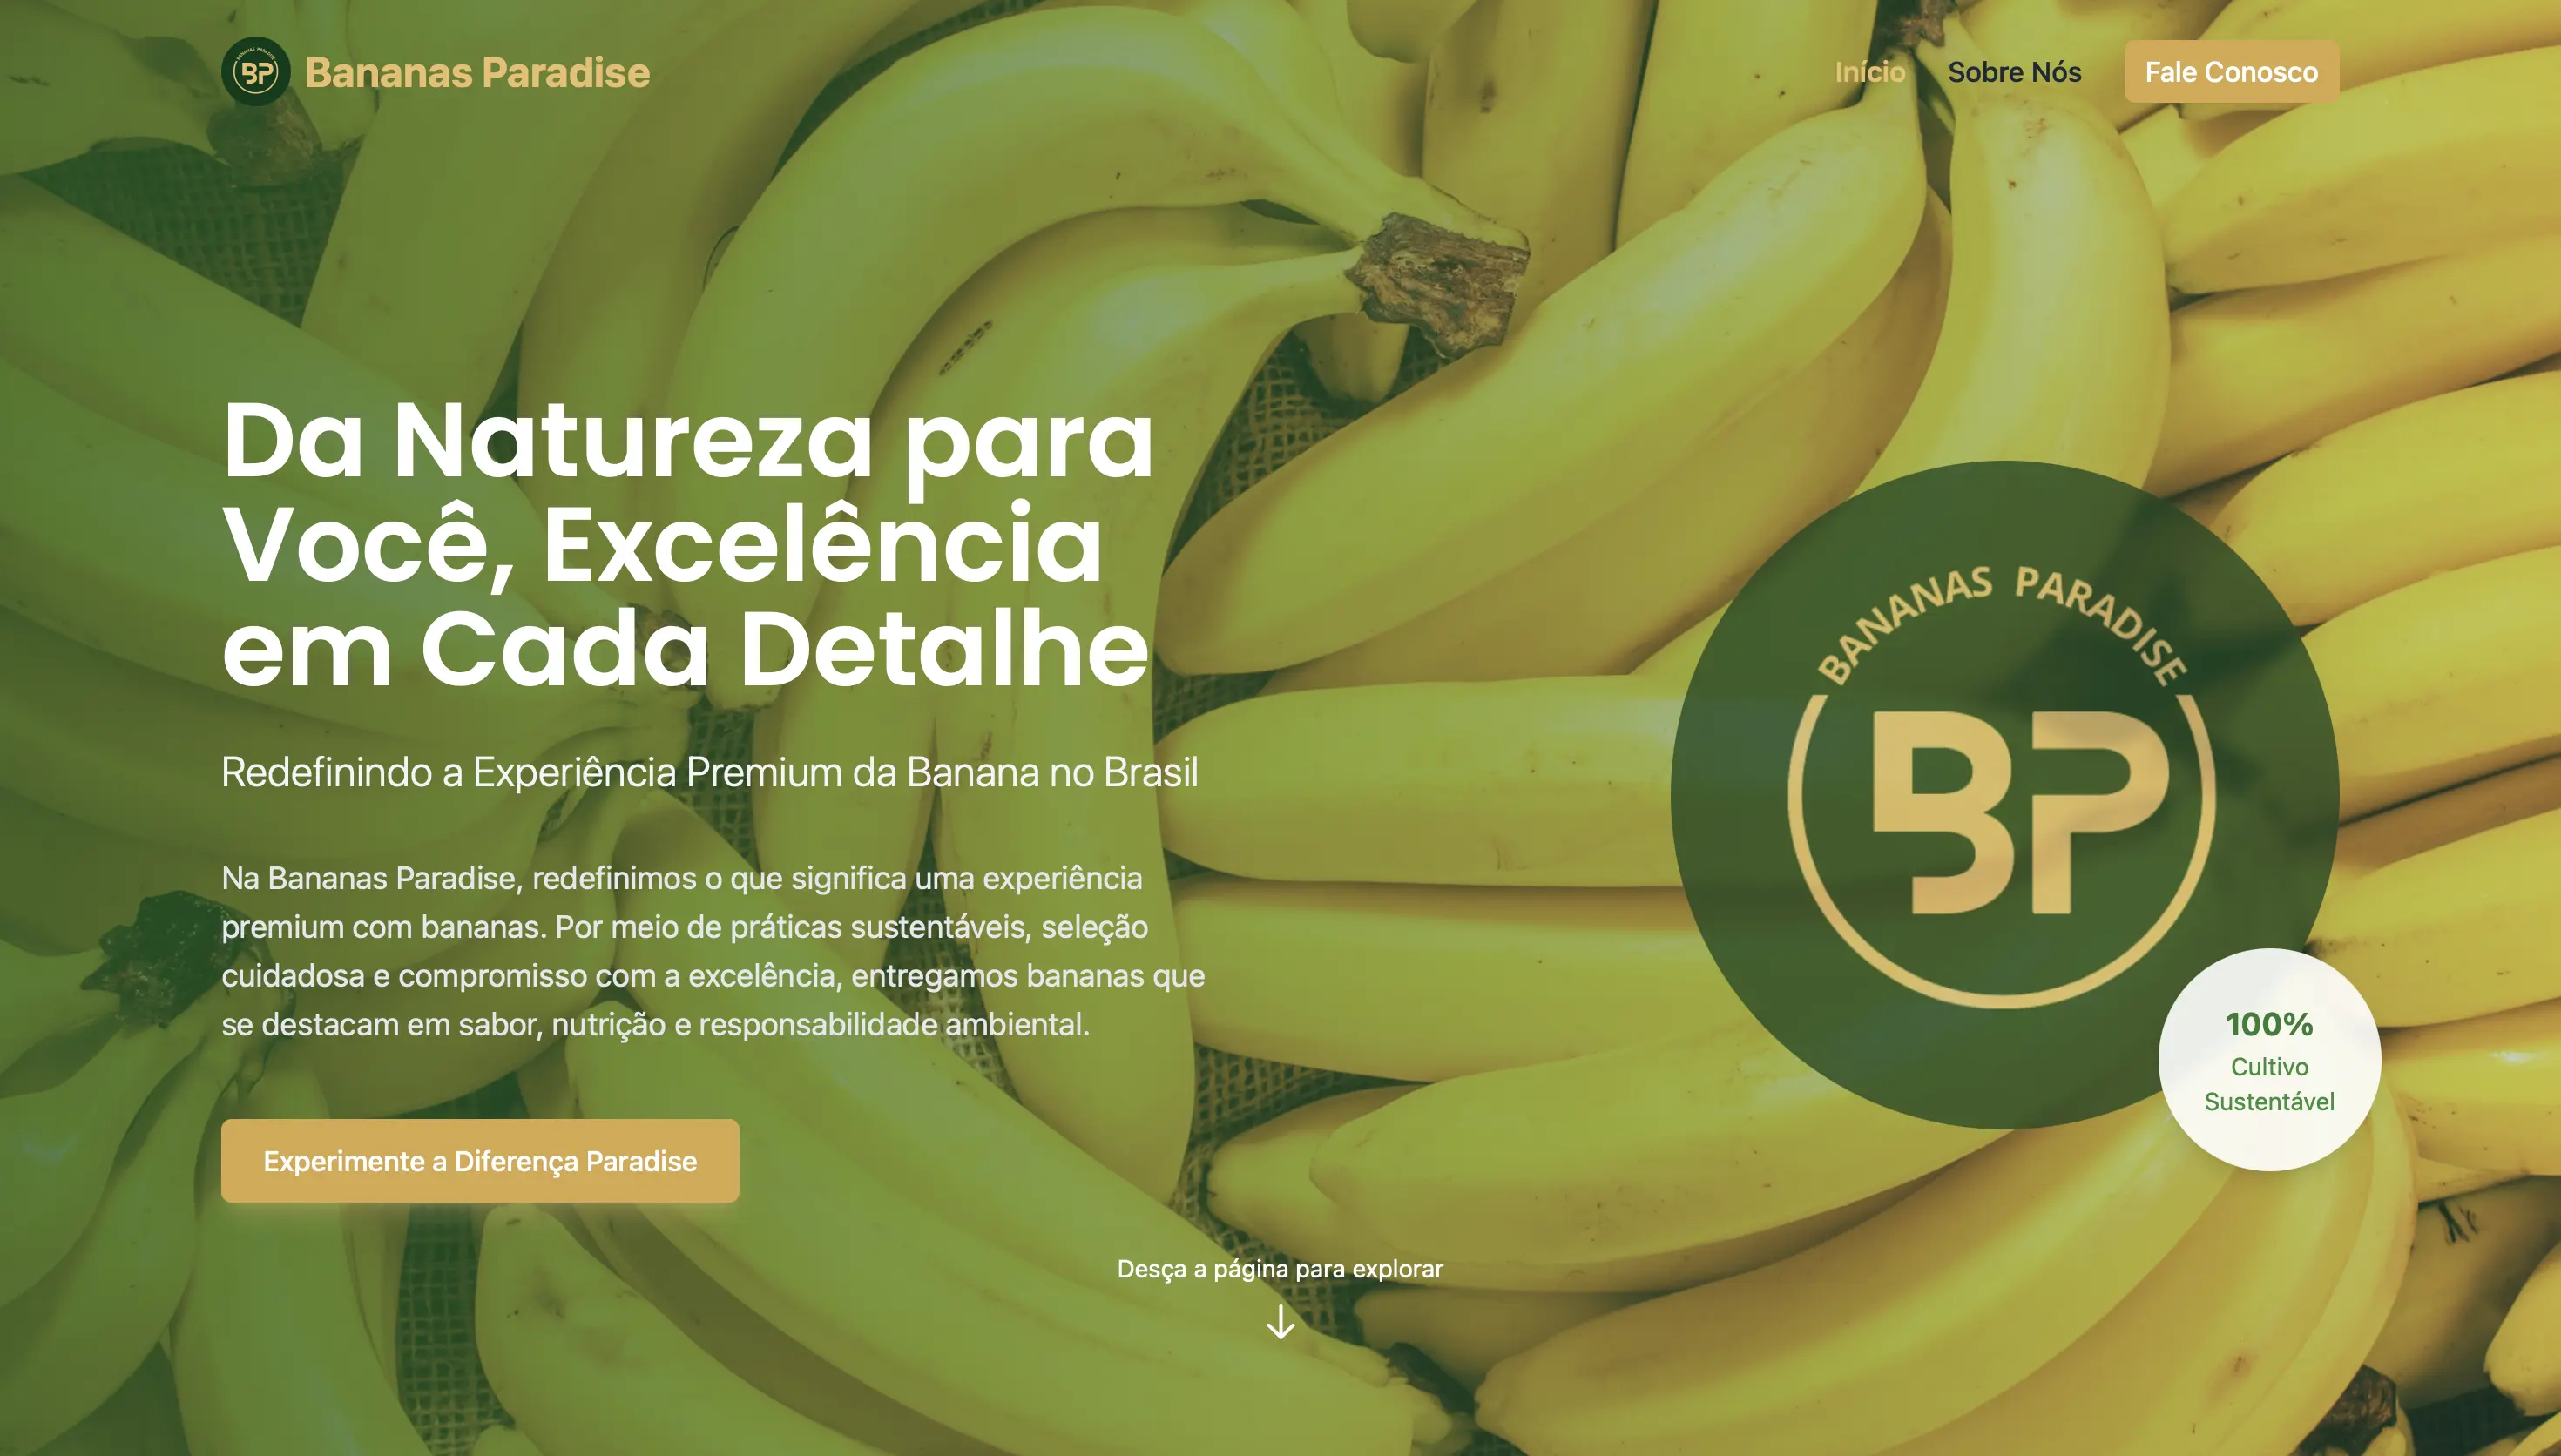 BANANAS PARADISE
BP
Bananas Paradise
Início
Sobre Nós
Fale Conosco
Da Natureza para
Você, Excelência
em Cada Detalhe
Redefinindo a Experiência Premium da Banana no Brasil
Na Bananas Paradise, redefinimos o que significa uma experiência
premium com bananas. Por meio de práticas sustentáveis, seleção
cuidadosa e compromisso com a excelência, entregamos bananas que
se destacam em sabor, nutrição e responsabilidade ambiental.
Experimente a Diferença Paradise
BANANAS PARADISE
BP
100%
Cultivo
Sustentável
Desça a página para explorar